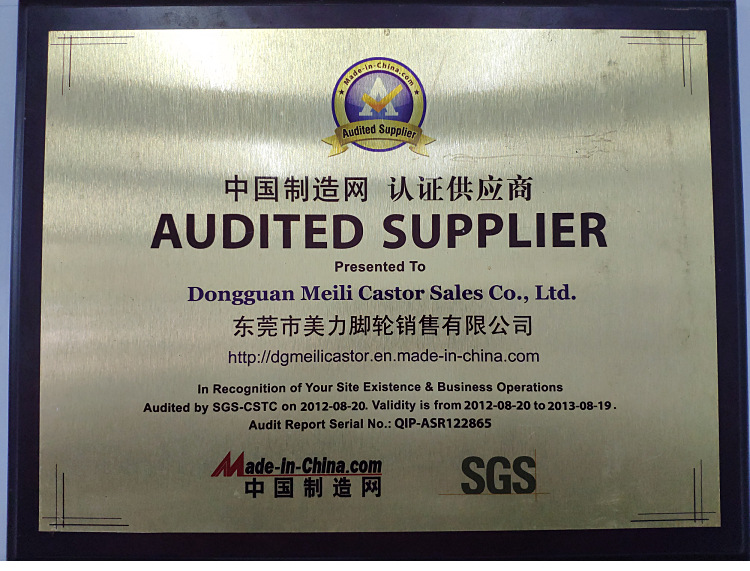 ★ Made-in-China.com ★
Audited Supplier
中国制造网 认证供应商
AUDITED SUPPLIER
Presented To
Dongguan Meili Castor Sales Co., Ltd.
东莞市美力脚轮销售有限公司
http://dgmeilicastor.en.made-in-china.com
In Recognition of Your Site Existence & Business Operations
Audited by SGS-CSTC on 2012-08-20. Validity is from 2012-08-20 to 2013-08-19.
Audit Report Serial No.: QIP-ASR122865
Made-in-China.com
中国制造网
SGS